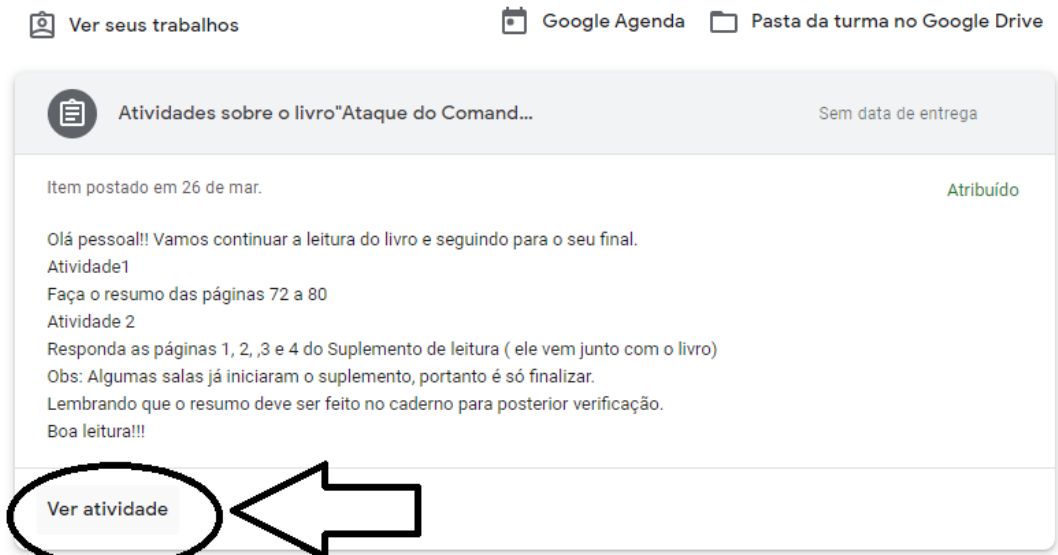 Ver seus trabalhos
Google Agenda
Pasta da turma no Google Drive
Atividades sobre o livro"Ataque do Comand...
Sem data de entrega
Item postado em 26 de mar.
Atribuído
Olá pessoal!! Vamos continuar a leitura do livro e seguindo para o seu final.
Atividade1
Faça o resumo das páginas 72 a 80
Atividade 2
Responda as páginas 1, 2, ,3 e 4 do Suplemento de leitura ( ele vem junto com o livro)
Obs: Algumas salas já iniciaram o suplemento, portanto é só finalizar.
Lembrando que o resumo deve ser feito no caderno para posterior verificação.
Boa leitura!!!
Ver atividade